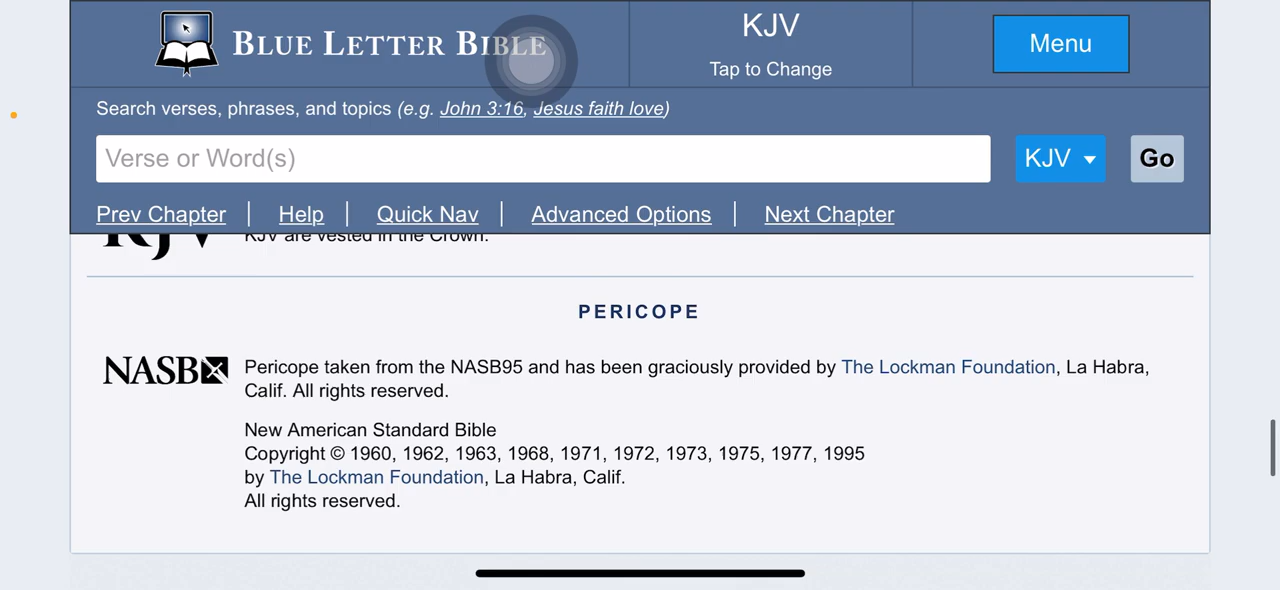 BLUE LETTER BIBLE
KJV
Tap to Change
Menu
Search verses, phrases, and topics (e.g. John 3:16, Jesus faith love)
Verse or Word(s)
KJV
Go
Prev Chapter
Help
Quick Nav
Advanced Options
Next Chapter
KJV
KJV are vested in the Crown.
PERICOPE
NASB
Pericope taken from the NASB95 and has been graciously provided by The Lockman Foundation, La Habra,
Calif. All rights reserved.
New American Standard Bible
Copyright © 1960, 1962, 1963, 1968, 1971, 1972, 1973, 1975, 1977, 1995
by The Lockman Foundation, La Habra, Calif.
All rights reserved.